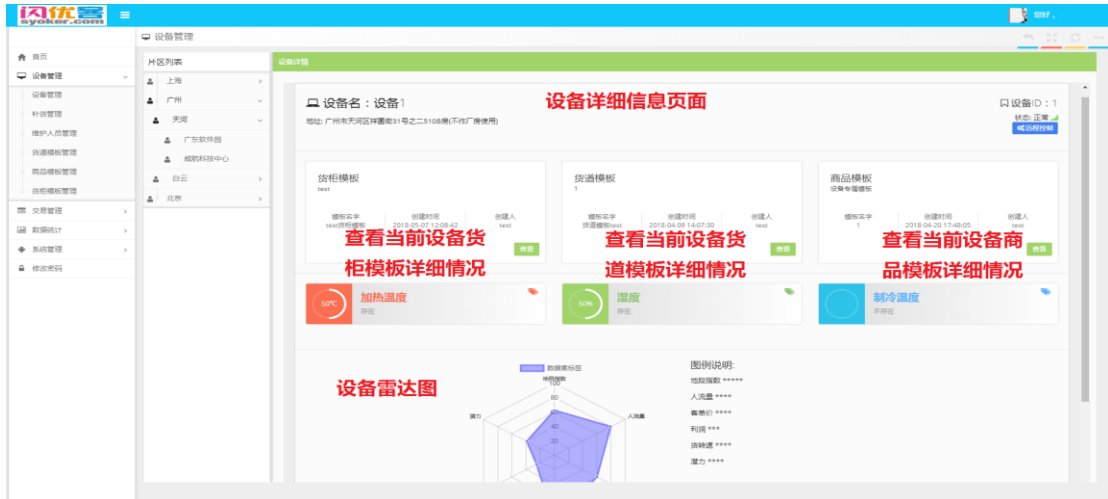 闪优客
syoker.com
您好，
设备管理
首页
设备管理
设备管理
补货管理
维护人员管理
货道模板管理
商品模板管理
货柜模板管理
交易管理
数据统计
系统管理
修改密码
片区列表
上海
广州
天河
广东软件园
威航科技中心
白云
北京
设备详情
设备名：设备1
设备详细信息页面
设备ID：1
地址: 广州市天河区祥圃街31号之二5108房(不作厂房使用)
状态: 正常
远程控制
货柜模板
test
模板名字 创建时间 创建人
test货柜模板 2018-05-07 12:08:42 test
查看
查看当前设备货
柜模板详细情况
货道模板
1
模板名字 创建时间 创建人
货道模板test 2018-04-09 14:07:30 test
查看
查看当前设备货
道模板详细情况
商品模板
设备专属模板
模板名字 创建时间 创建人
1 2018-04-20 17:48:05 test
查看
查看当前设备商
品模板详细情况
50℃
加热温度
存在
50%
湿度
存在
制冷温度
不存在
设备雷达图
数据集标签
地段指数
100
80
60
40
20
潜力
人流量
图例说明:
地段指数 *****
人流量 ****
客单价 ****
利润 ***
货转速 ****
潜力 ****